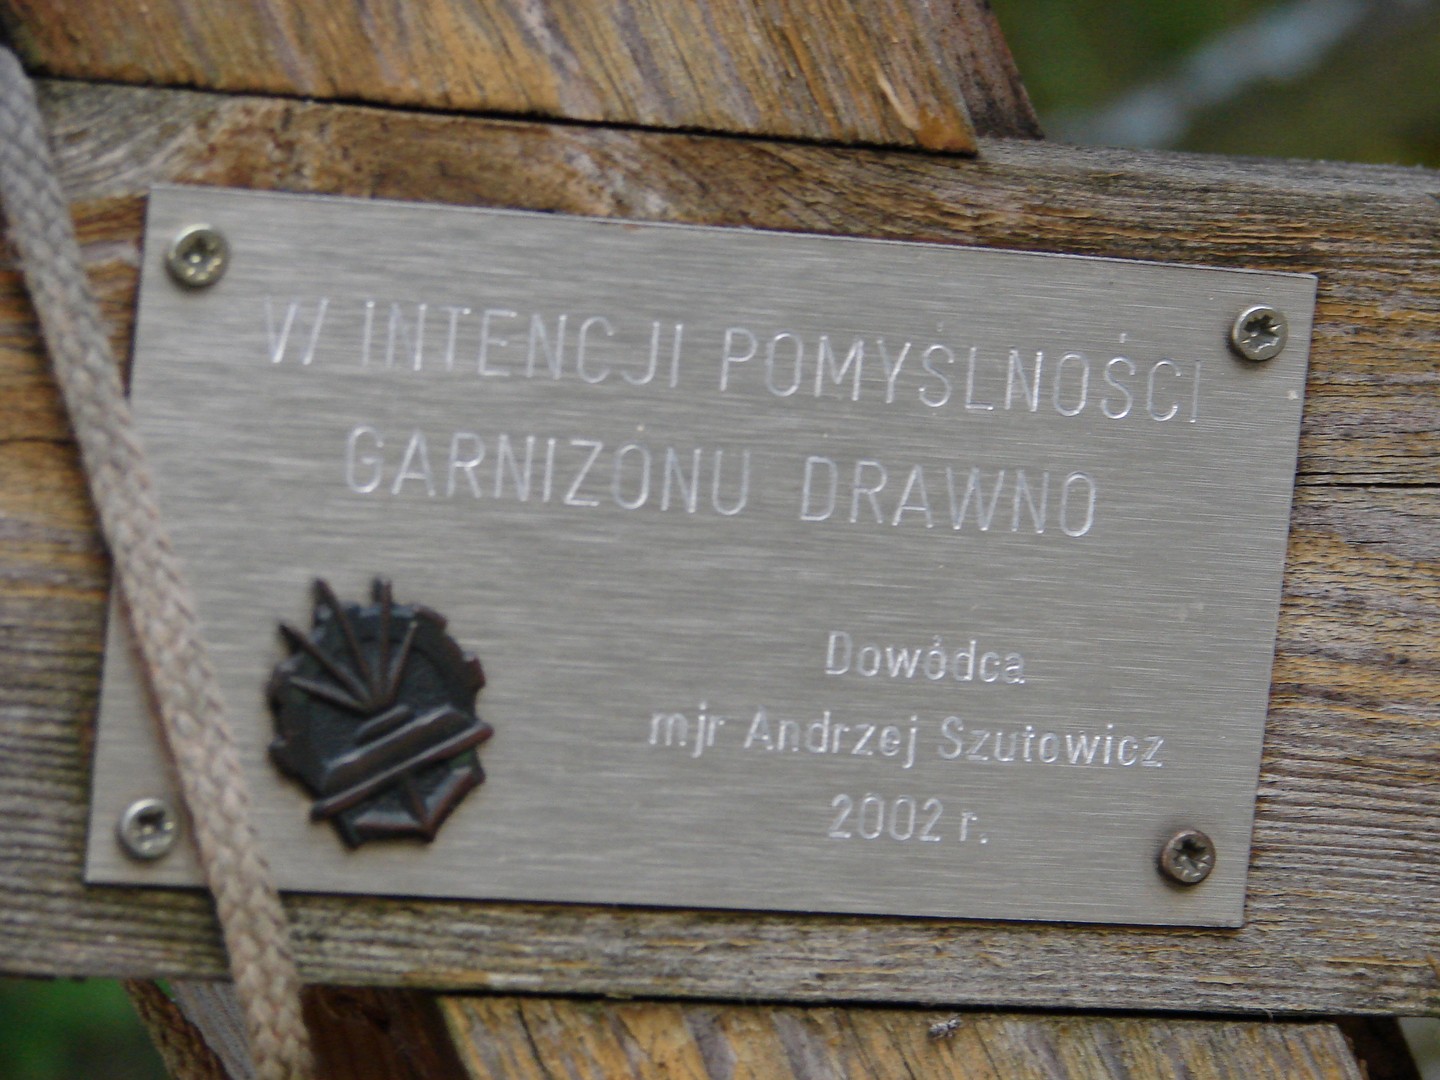 W INTENCJI POMYŚLNOŚCI
GARNIZONU DRAWNO
Dowódca
mjr Andrzej Szutowicz
2002 r.